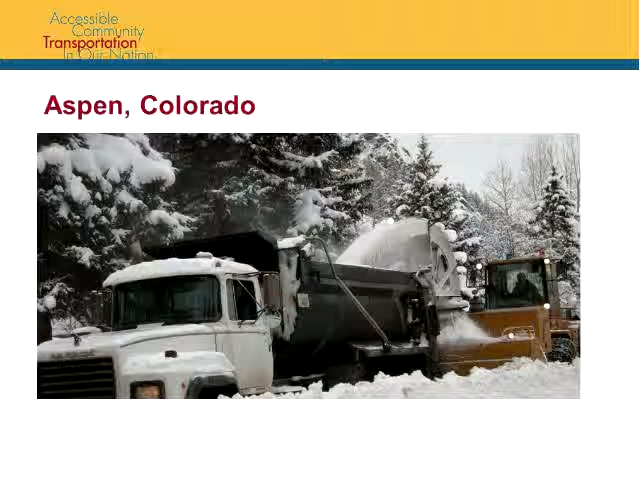 Accessible
Community
Transportation
In Our Nation
Aspen, Colorado